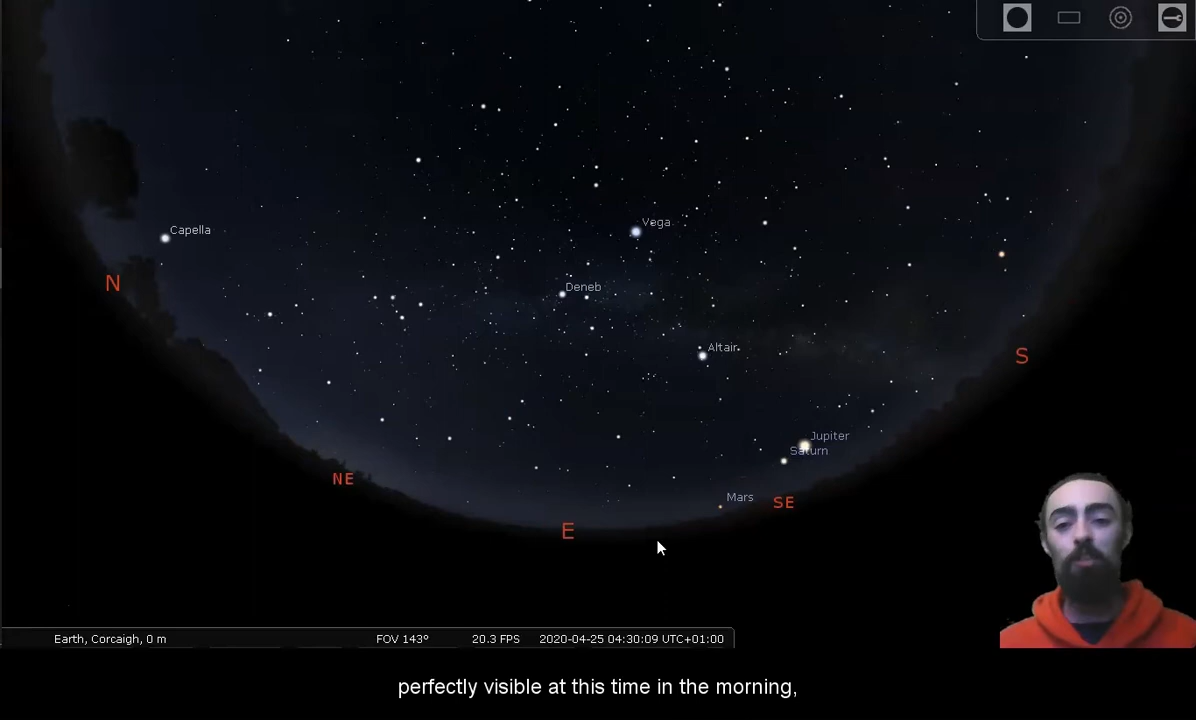 Capella
Vega
N
Deneb
Altair
S
Jupiter
Saturn
NE
Mars
SE
E
Earth, Corcaigh, 0 m
FOV 143°
20.3 FPS
2020-04-25 04:30:09 UTC+01:00
perfectly visible at this time in the morning,